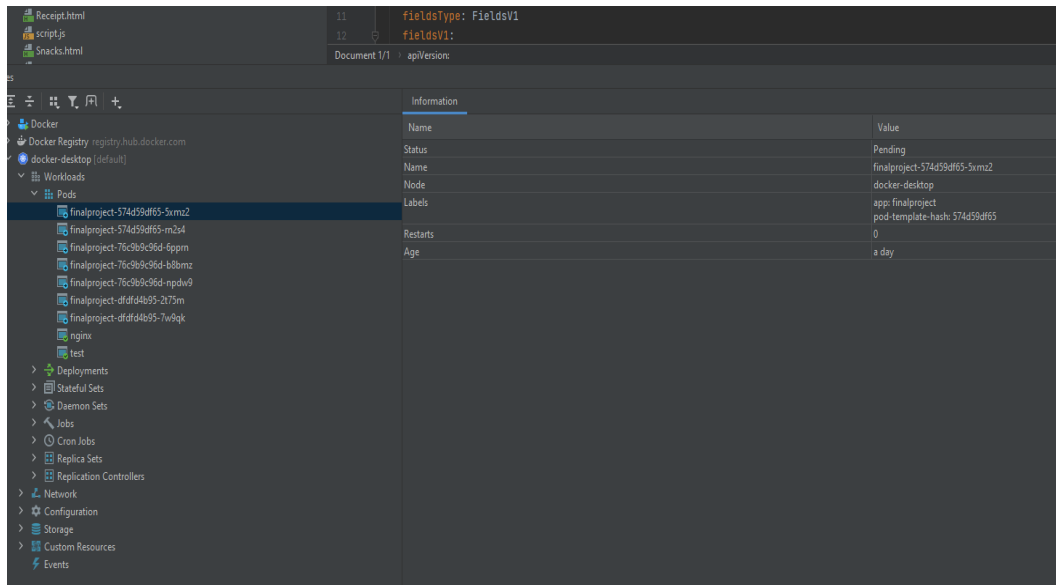 Receipt.html
script.js
Snacks.html
11 fieldsType: FieldsV1
12 fieldsV1:
Document 1/1 › apiVersion:
es
Docker
Docker Registry registry.hub.docker.com
docker-desktop [default]
Workloads
Pods
finalproject-574d59df65-5xmz2
finalproject-574d59df65-rn2s4
finalproject-76c9b9c96d-6pprn
finalproject-76c9b9c96d-b8bmz
finalproject-76c9b9c96d-npdw9
finalproject-dfdfd4b95-2t75m
finalproject-dfdfd4b95-7w9qk
nginx
test
Deployments
Stateful Sets
Daemon Sets
Jobs
Cron Jobs
Replica Sets
Replication Controllers
Network
Configuration
Storage
Custom Resources
Events
Information
Name Value
Status Pending
Name finalproject-574d59df65-5xmz2
Node docker-desktop
Labels app: finalproject
pod-template-hash: 574d59df65
Restarts 0
Age a day